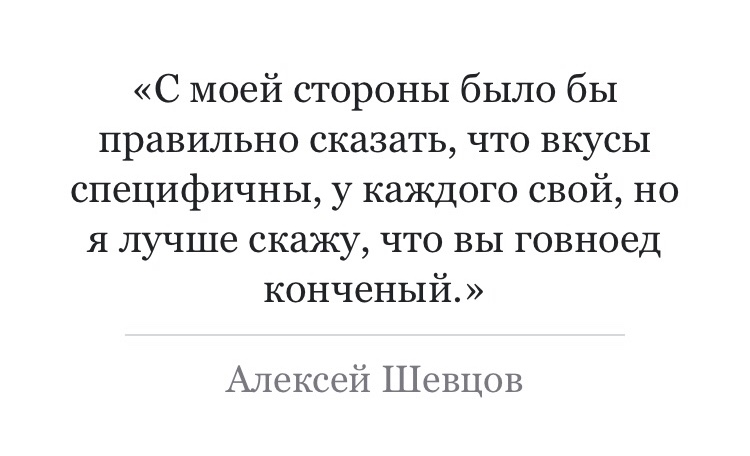 «С моей стороны было бы
правильно сказать, что вкусы
специфичны, у каждого свой, но
я лучше скажу, что вы говноед
конченый.»
Алексей Шевцов